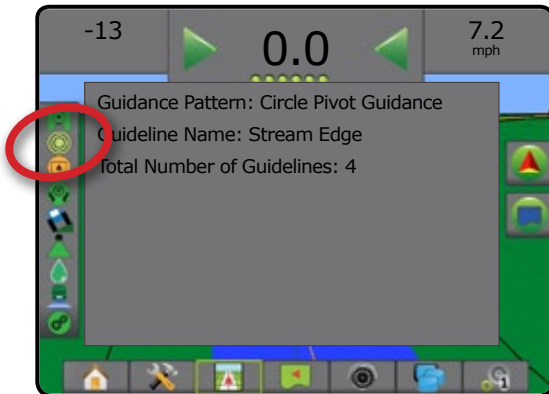 -13
0.0
7.2
mph
Guidance Pattern: Circle Pivot Guidance
Guideline Name: Stream Edge
Total Number of Guidelines: 4
1